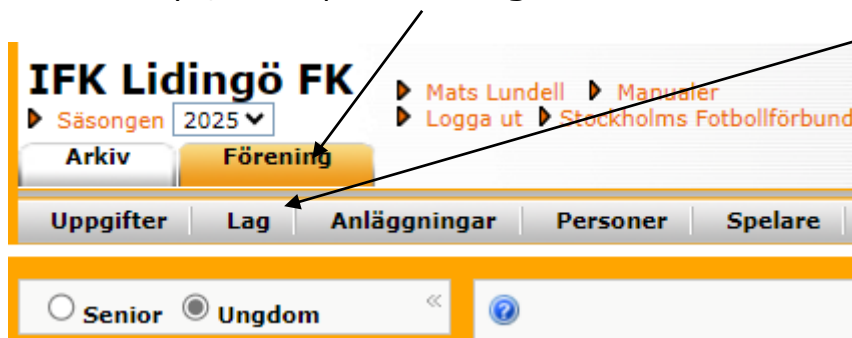 IFK Lidingö FK
Mats Lundell Manualer
Säsongen 2025
Logga ut Stockholms Fotbollförbund
Arkiv Förening
Uppgifter Lag Anläggningar Personer Spelare
Senior Ungdom